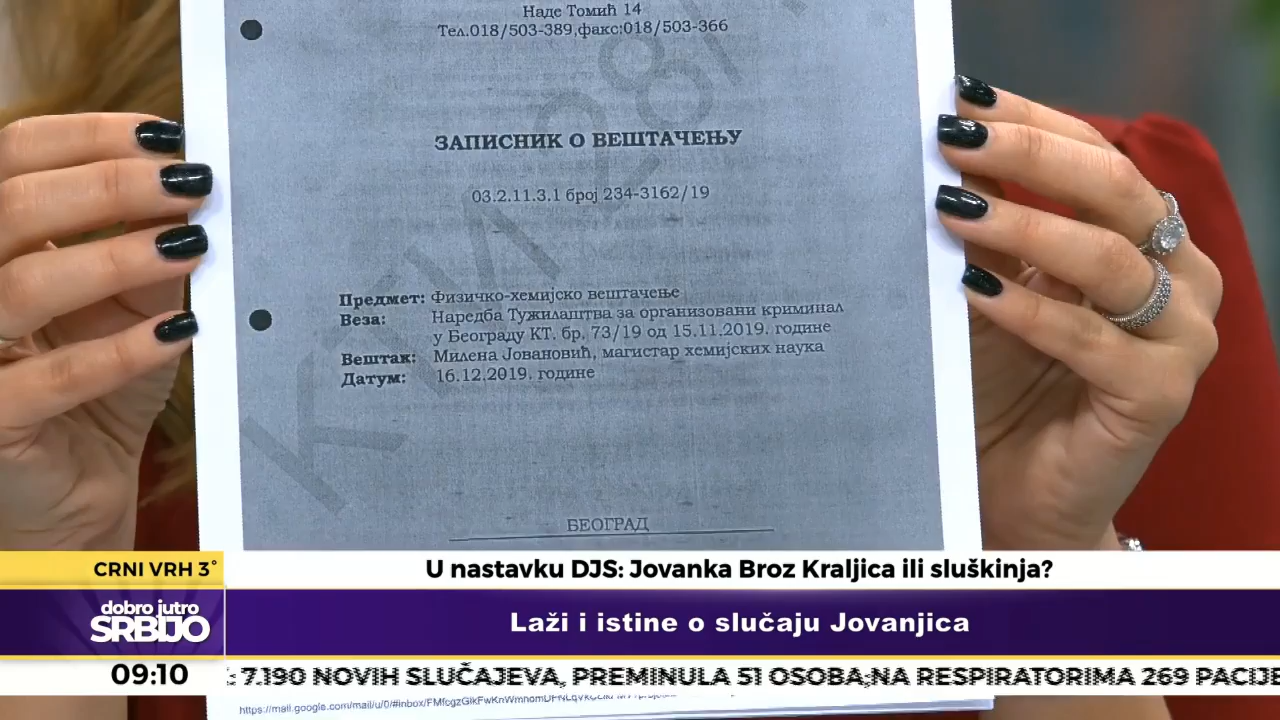 Наде Томић 14
Тел.018/503-389,факс:018/503-366
ЗАПИСНИК О ВЕШТАЧЕЊУ
03.2.11.3.1 број 234-3162/19
Предмет: Физичко-хемијско вештачење
Веза: Наредба Тужилаштва за организовани криминал
у Београду КТ. бр. 73/19 од 15.11.2019. године
Вештак: Милена Јовановић, магистар хемијских наука
Датум: 16.12.2019. године
БЕОГРАД
CRNI VRH 3°
U nastavku DJS: Jovanka Broz Kraljica ili sluškinja?
dobro jutro
SRBIJO
Laži i istine o slučaju Jovanjica
09:10
: 7.190 NOVIH SLUČAJEVA, PREMINULA 51 OSOBA;NA RESPIRATORIMA 269 PACIJE